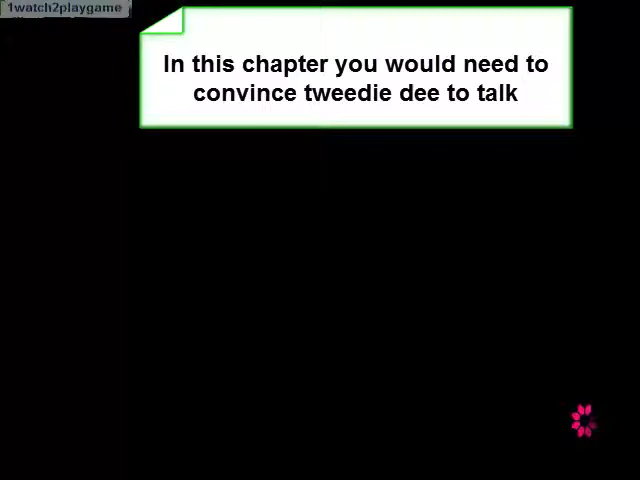 1watch2playgame
In this chapter you would need to
convince tweedie dee to talk